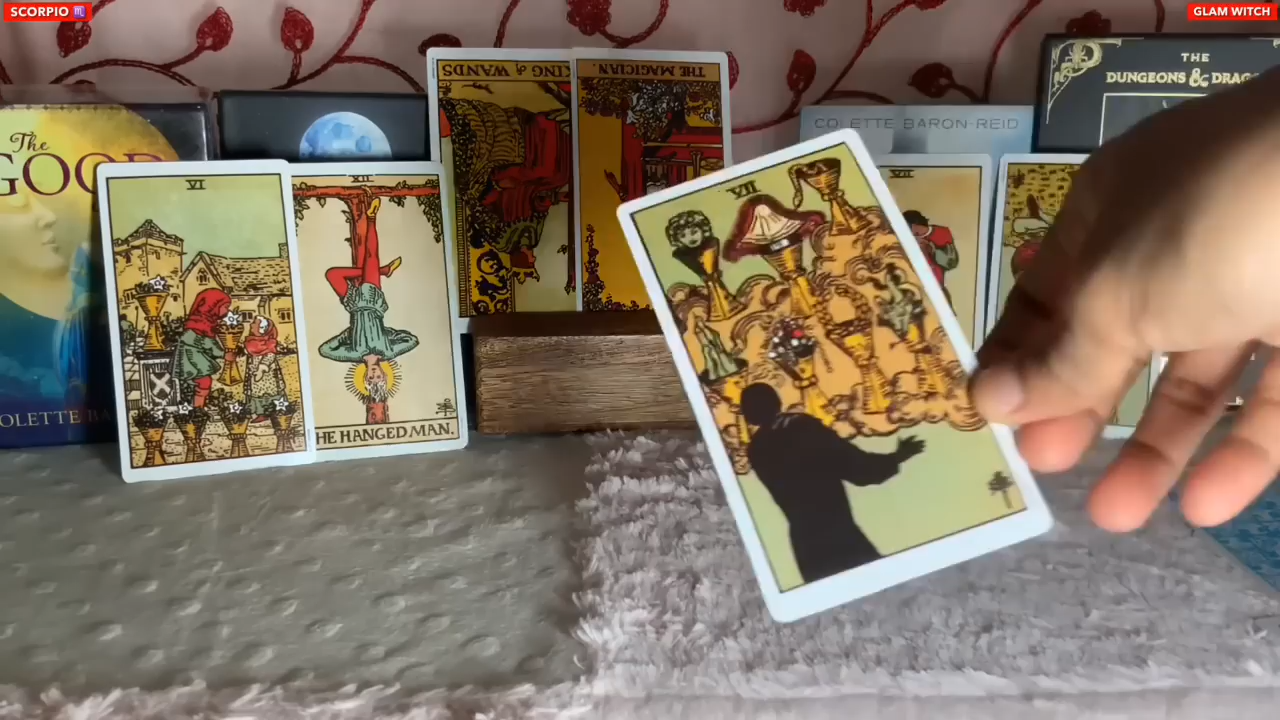 SCORPIO ♏
GLAM WITCH
THE
DUNGEONS & DRAG
COLETTE BARON-REID
The
GOOD
KING of WANDS
THE MAGICIAN.
VI
XII
VII
VII
HE HANGED MAN.
OLETTE BA